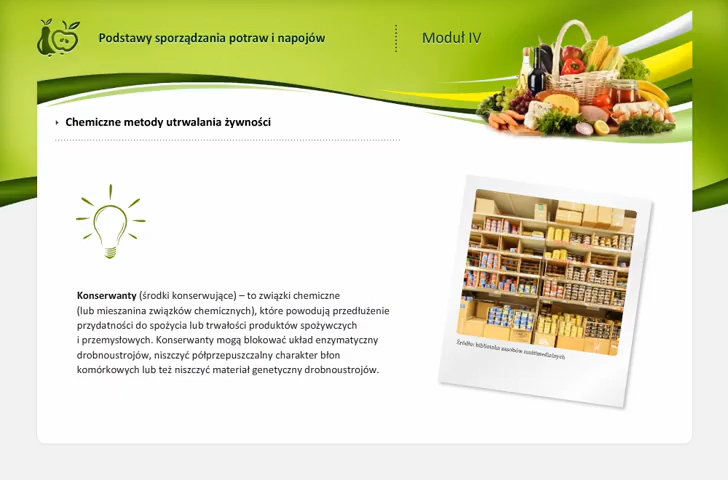 Podstawy sporządzania potraw i napojów
Moduł IV
Chemiczne metody utrwalania żywności
Konserwanty (środki konserwujące) – to związki chemiczne
(lub mieszanina związków chemicznych), które powodują przedłużenie
przydatności do spożycia lub trwałości produktów spożywczych
i przemysłowych. Konserwanty mogą blokować układ enzymatyczny
drobnoustrojów, niszczyć półprzepuszczalny charakter błon
komórkowych lub też niszczyć materiał genetyczny drobnoustrojów.
Źródło: biblioteka zasobów multimedialnych